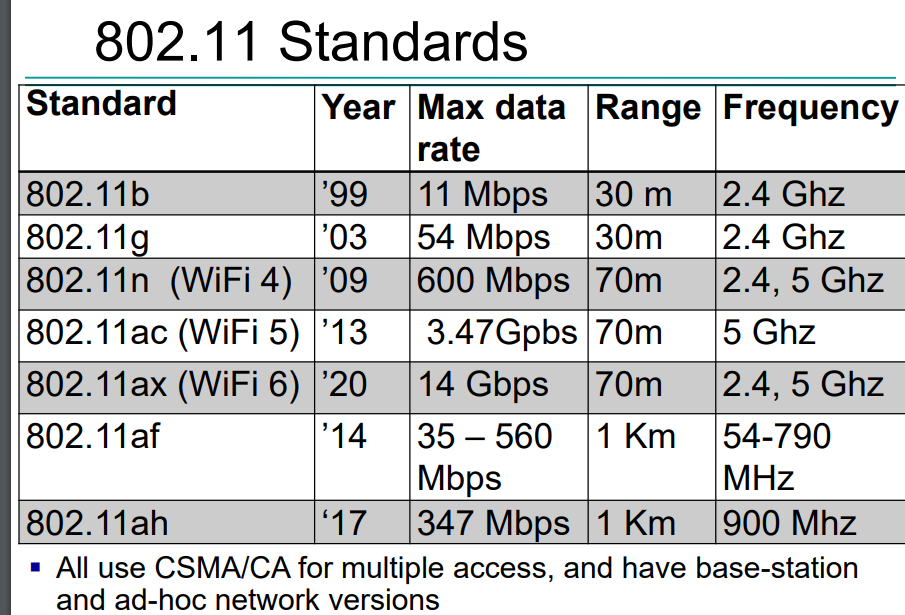 802.11 Standards
Standard Year Max data rate Range Frequency
802.11b ’99 11 Mbps 30 m 2.4 Ghz
802.11g ’03 54 Mbps 30m 2.4 Ghz
802.11n (WiFi 4) ’09 600 Mbps 70m 2.4, 5 Ghz
802.11ac (WiFi 5) ’13 3.47Gpbs 70m 5 Ghz
802.11ax (WiFi 6) ’20 14 Gbps 70m 2.4, 5 Ghz
802.11af ’14 35 – 560 Mbps 1 Km 54-790 MHz
802.11ah ‘17 347 Mbps 1 Km 900 Mhz
▪ All use CSMA/CA for multiple access, and have base-station
and ad-hoc network versions